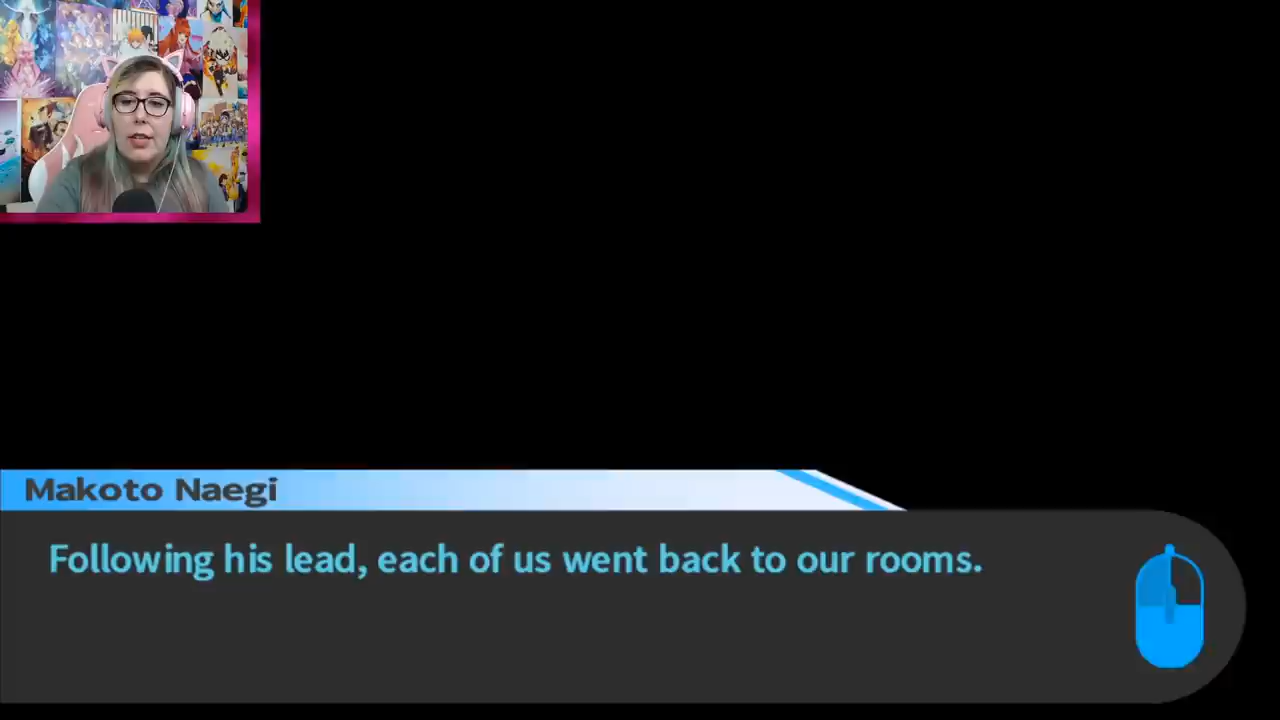 Makoto Naegi
Following his lead, each of us went back to our rooms.